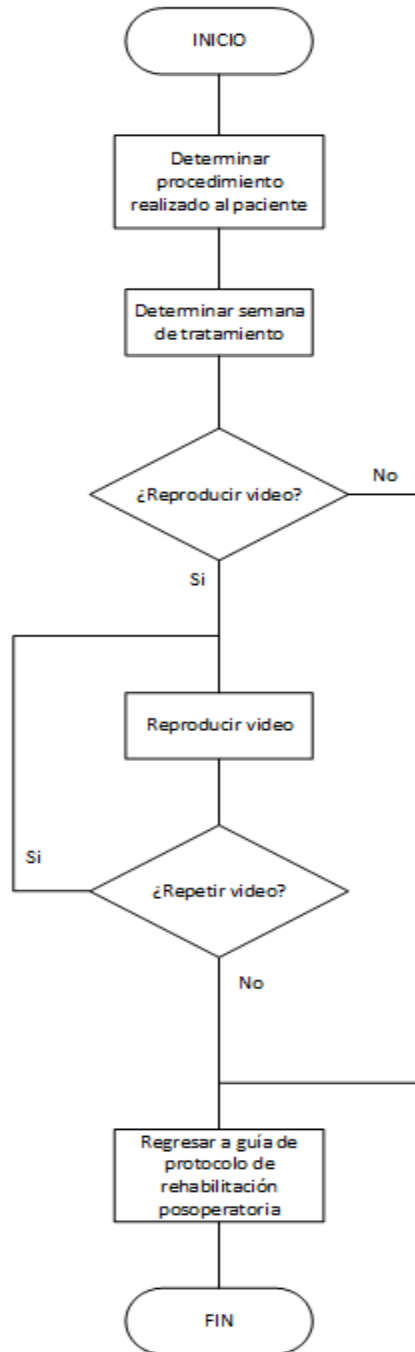 INICIO
Determinar
procedimiento
realizado al paciente
Determinar semana
de tratamiento
¿Reproducir video?
No
Si
Reproducir video
Si
¿Repetir video?
No
Regresar a guía de
protocolo de
rehabilitación
posoperatoria
FIN